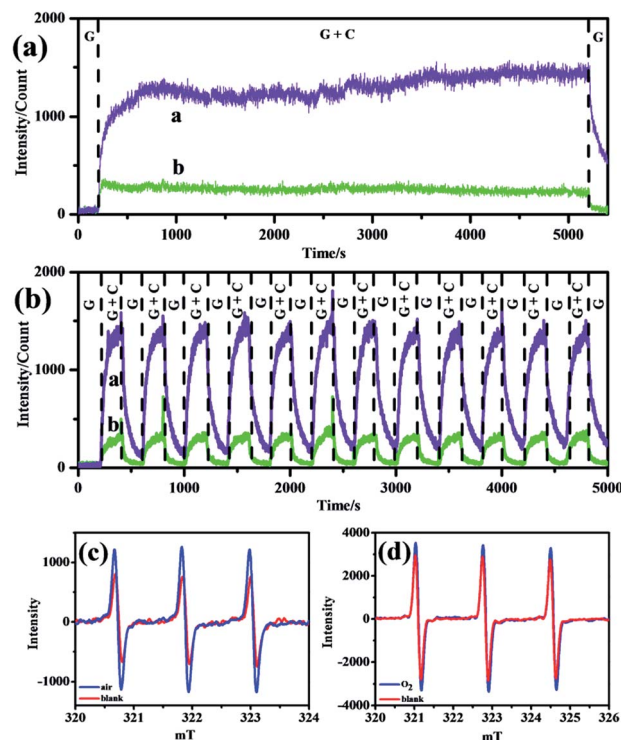 (a)
G
G + C
G
2000
1000
0
Intensity/Count
a
b
0
1000
2000
3000
4000
5000
Time/s
(b)
G
G + C
G
G + C
G
G + C
G
G + C
G
G + C
G
G + C
G
G + C
G
G + C
G
G + C
G
G + C
G
G + C
G
G + C
G
2000
1000
0
Intensity/Count
a
b
0
1000
2000
3000
4000
5000
Time/s
(c)
1000
0
-1000
Intensity
air
blank
320
321
322
323
324
mT
(d)
4000
2000
0
-2000
-4000
Intensity
O2
blank
320
321
322
323
324
325
326
mT